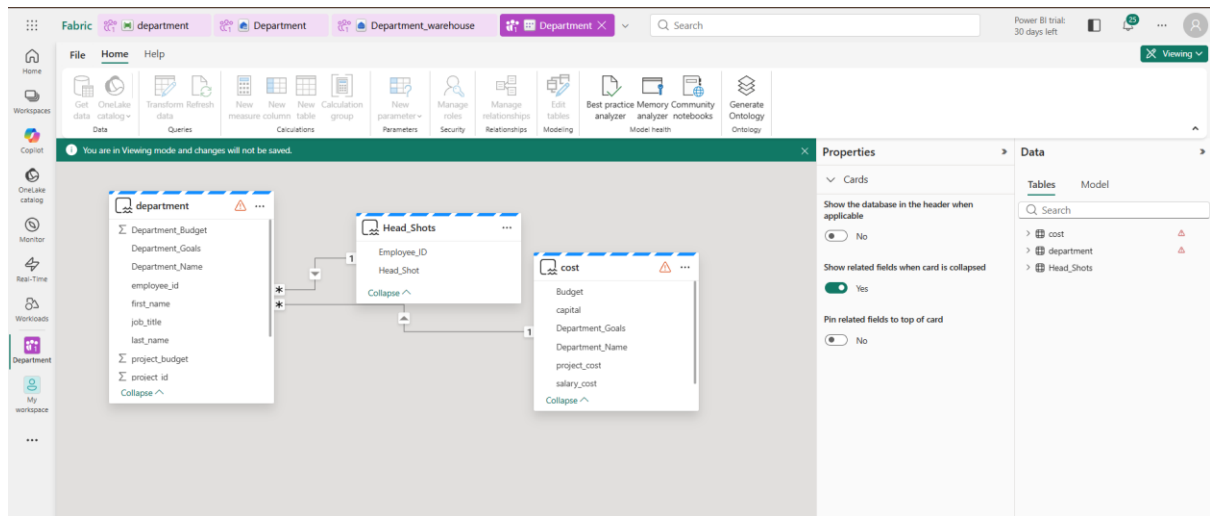 Fabric
department
Department
Department_warehouse
Department
Search
Power BI trial:
30 days left
25
Viewing
File Home Help
Home
Workspaces
Copilot
OneLake
catalog
Monitor
Real-Time
Workloads
Department
My
workspace
Get
data
OneLake
catalog
Data
Transform
data
Refresh
Queries
New
measure
New
column
New
table
Calculation
group
Calculations
New
parameter
Parameters
Manage
roles
Security
Manage
relationships
Relationships
Edit
tables
Modeling
Best practice
analyzer
Memory
analyzer
Community
notebooks
Model health
Generate
Ontology
Ontology
You are in Viewing mode and changes will not be saved.
department
Department_Budget
Department_Goals
Department_Name
employee_id
first_name
job_title
last_name
project_budget
project_id
Collapse
1
Head_Shots
Employee_ID
Head_Shot
Collapse
1
cost
Budget
capital
Department_Goals
Department_Name
project_cost
salary_cost
Collapse
Properties
Cards
Show the database in the header when
applicable
No
Show related fields when card is collapsed
Yes
Pin related fields to top of card
No
Data
Tables Model
Search
cost
department
Head_Shots